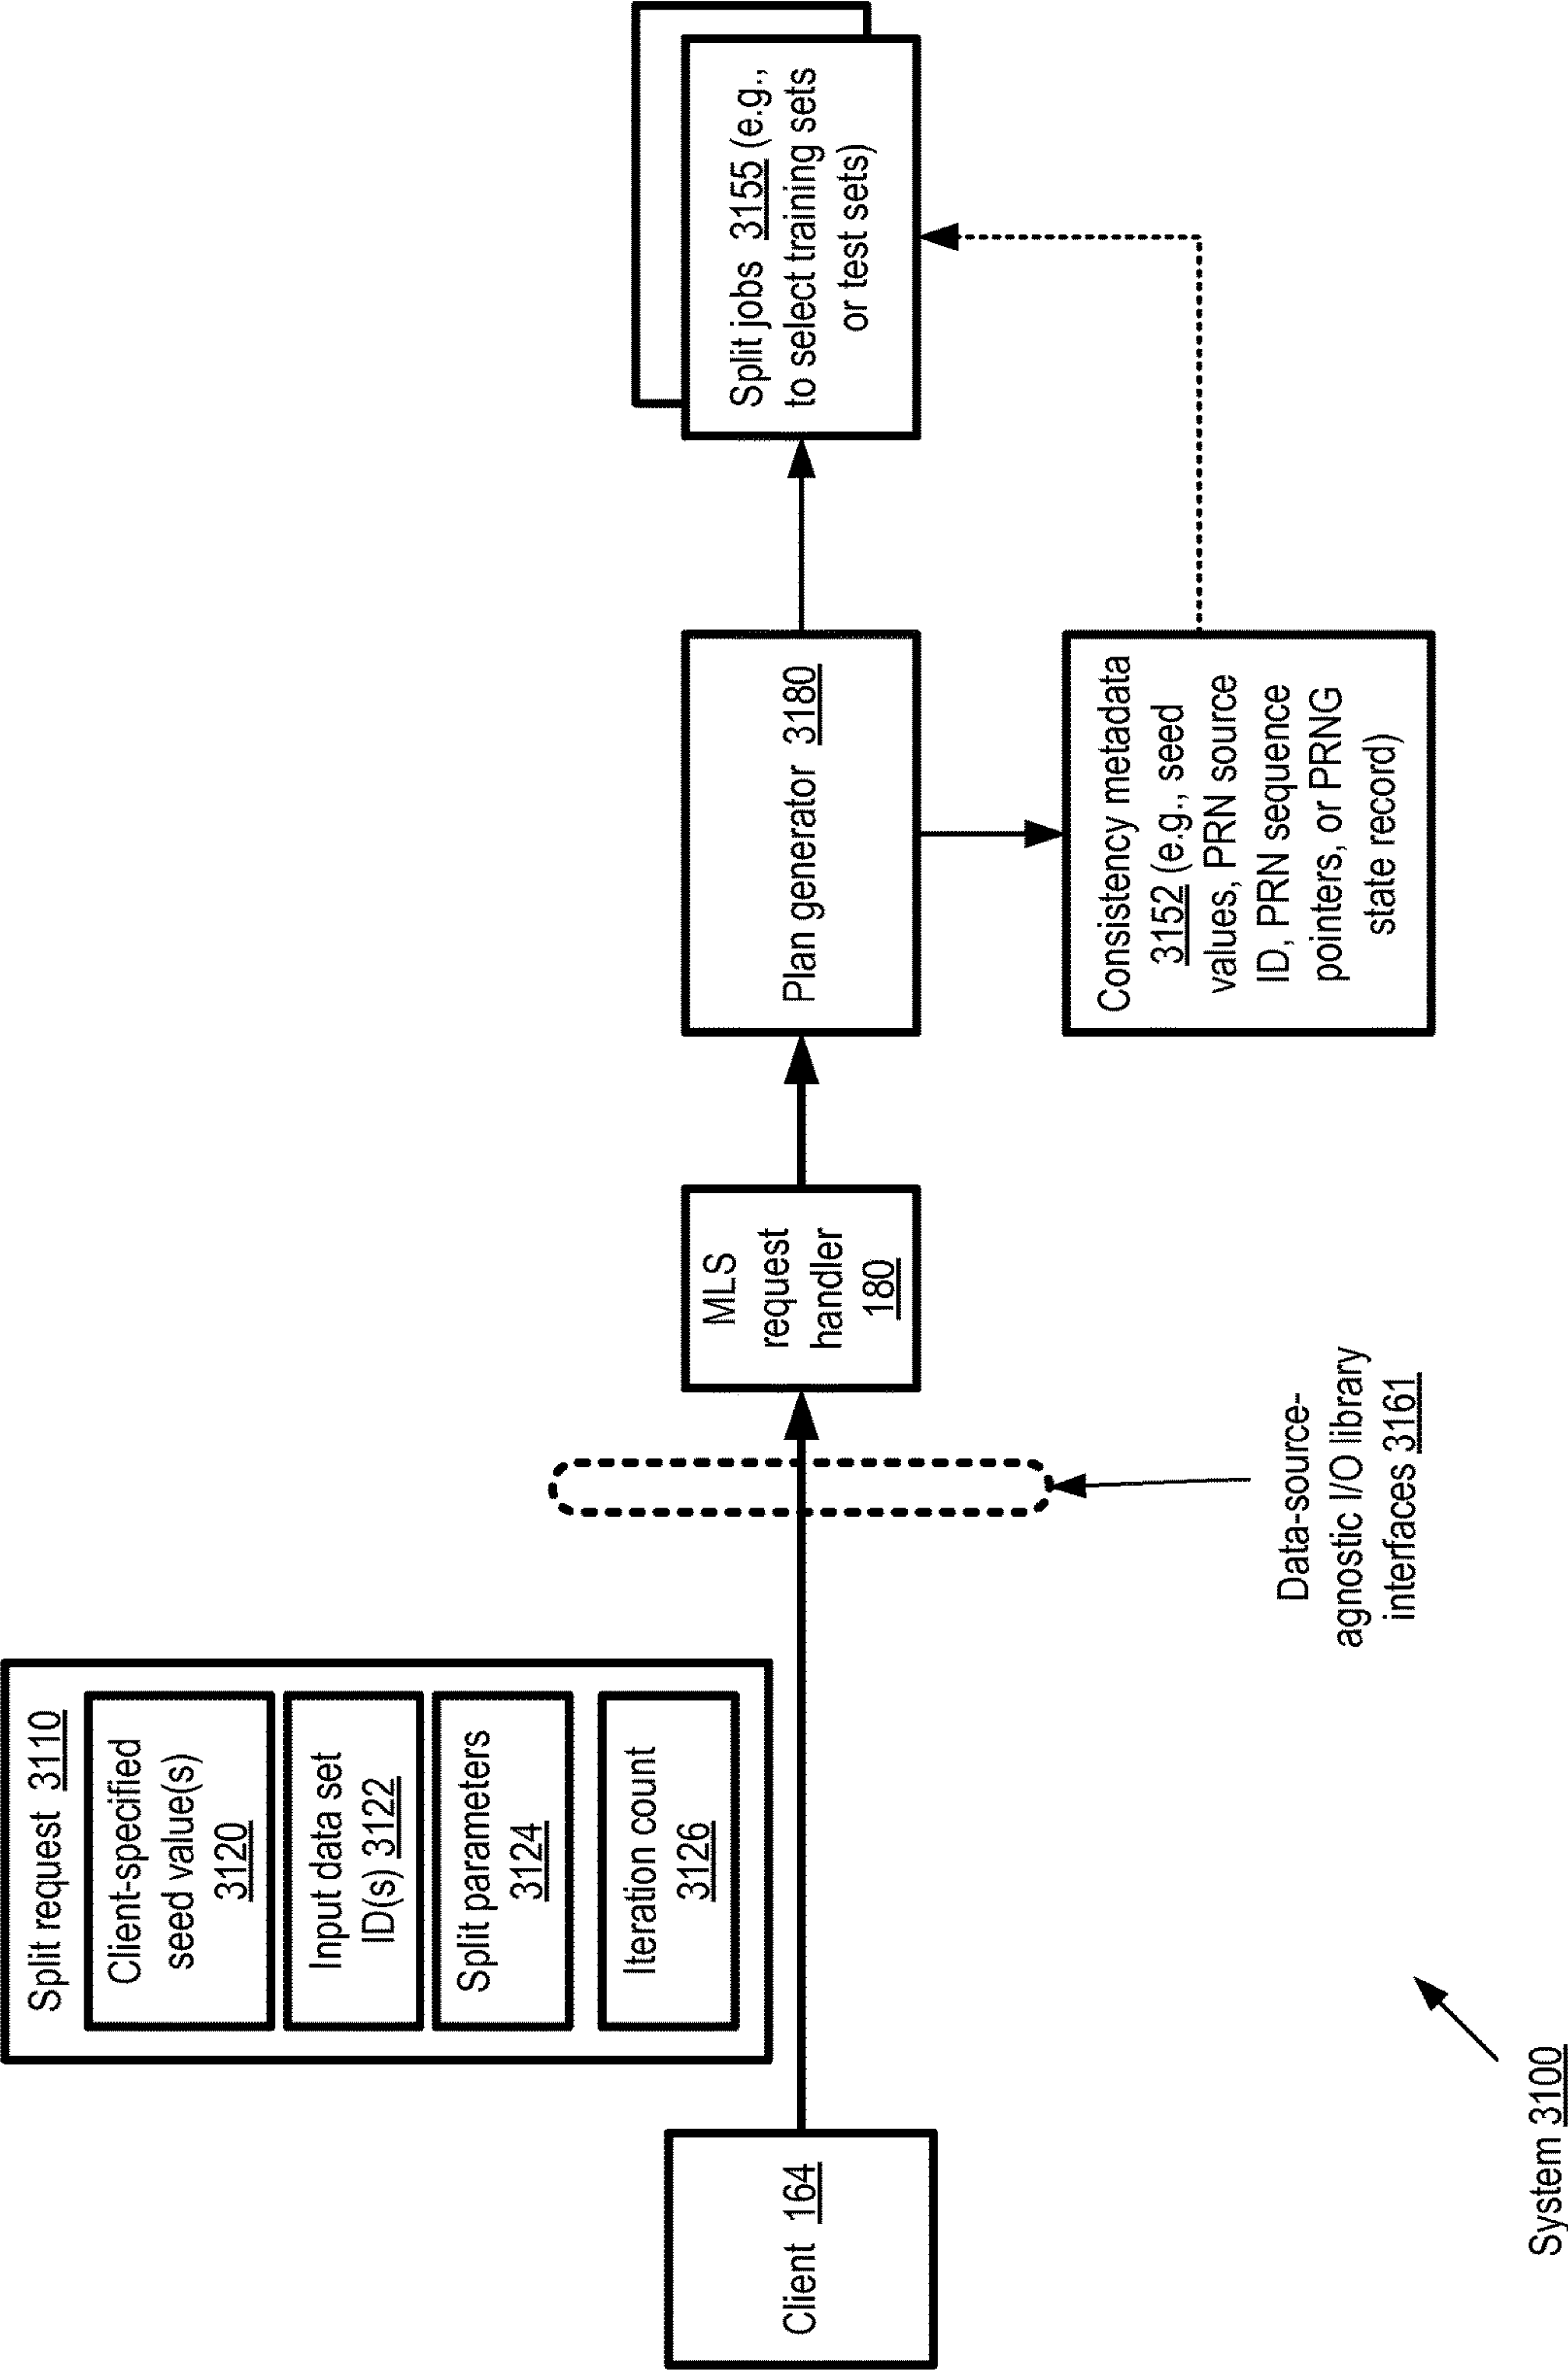 Split request 3110
Client-specified
seed value(s)
3120
Input data set
ID(s) 3122
Split parameters
3124
Iteration count
3126
Client 164
MLS
request
handler
180
Plan generator 3180
Split jobs 3155 (e.g.,
to select training sets
or test sets)
Consistency metadata
3152 (e.g., seed
values, PRN source
ID, PRN sequence
pointers, or PRNG
state record)
Data-source-
agnostic I/O library
interfaces 3161
System 3100